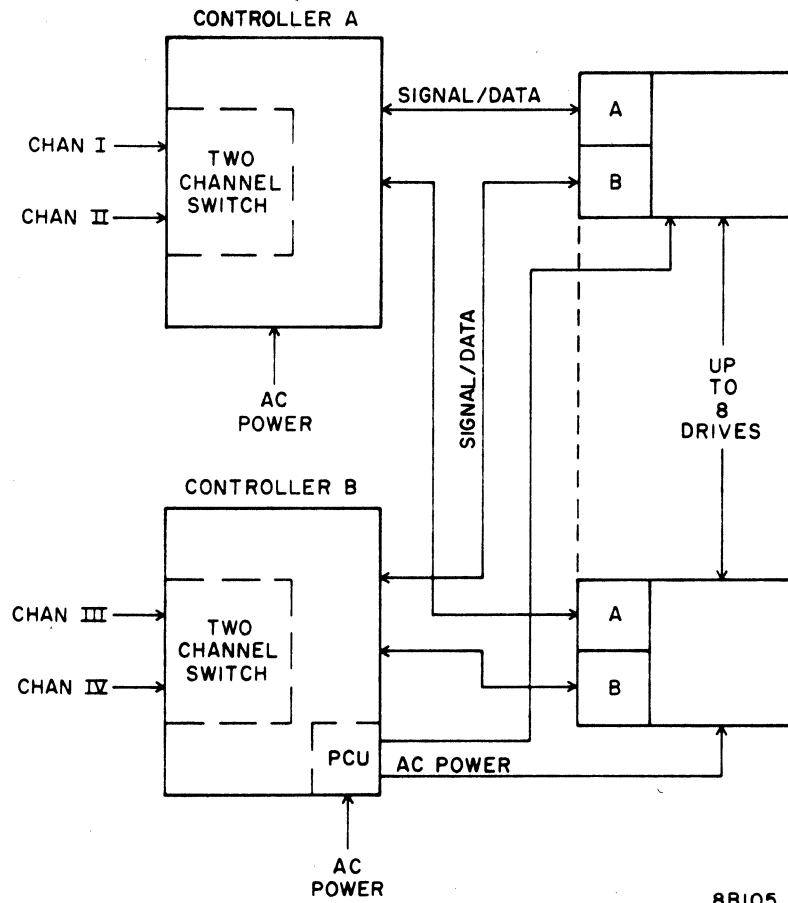 CONTROLLER A
SIGNAL/DATA
A
B
CHAN I
CHAN II
TWO
CHANNEL
SWITCH
AC
POWER
SIGNAL/DATA
UP
TO
8
DRIVES
CONTROLLER B
CHAN III
CHAN IV
TWO
CHANNEL
SWITCH
A
B
PCU
AC POWER
AC
POWER
8B105